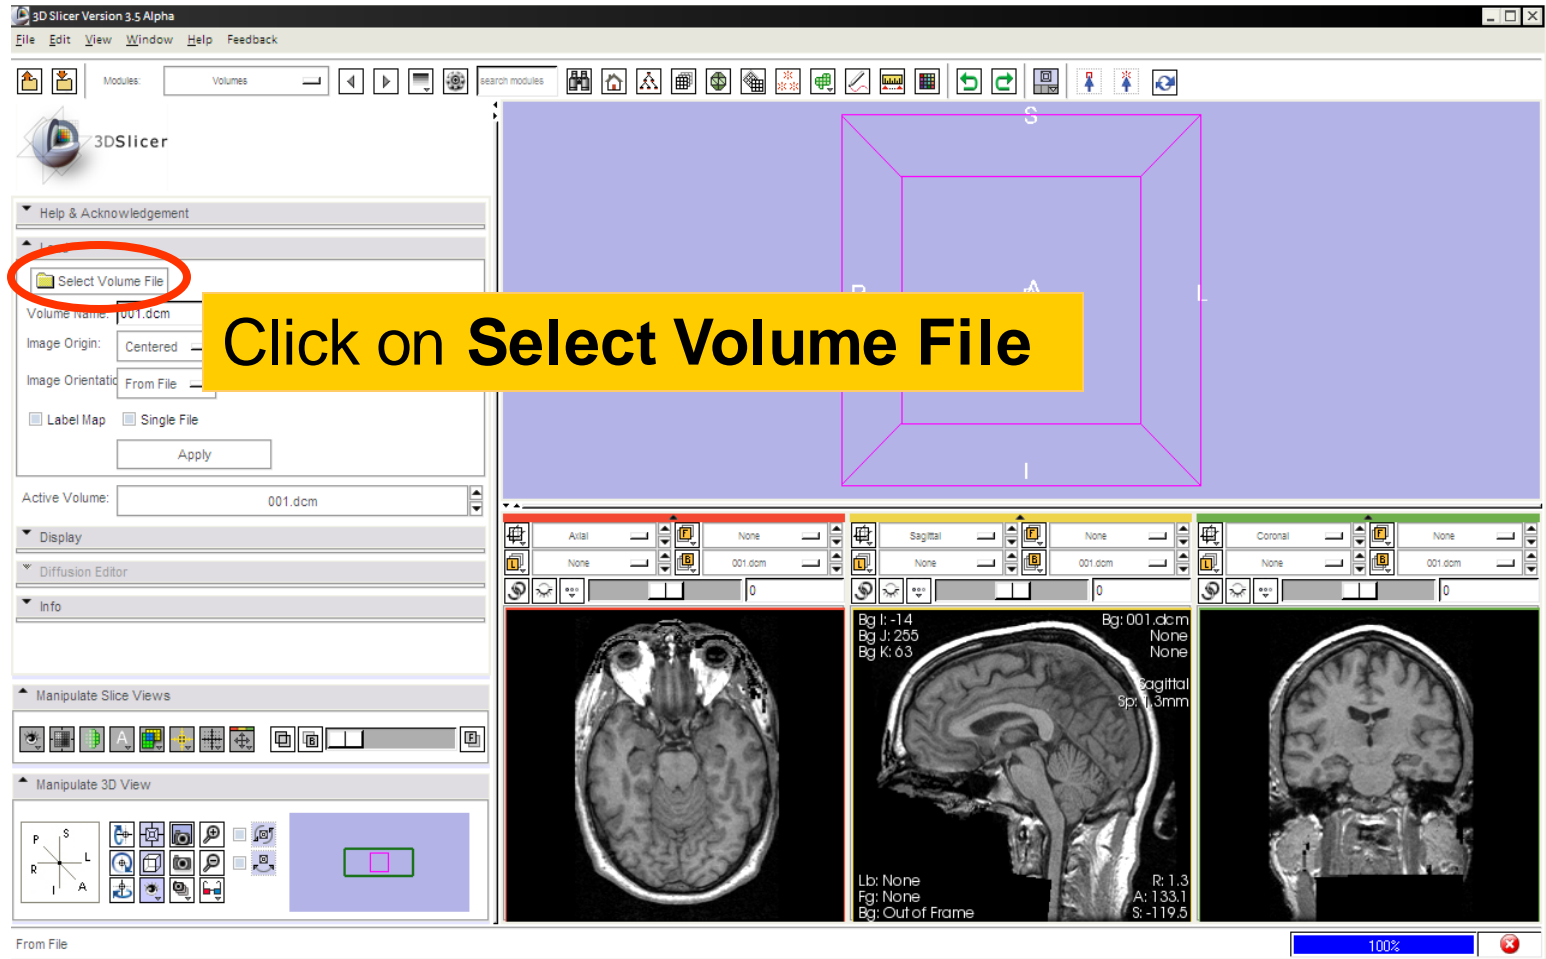 3D Slicer Version 3.5 Alpha
File Edit View Window Help Feedback
Modules: Volumes search modules
3DSlicer
Help & Acknowledgement
Select Volume File
Volume Name: 001.dcm
Image Origin: Centered
Image Orientatio From File
Label Map Single File
Apply
Active Volume: 001.dcm
Display
Diffusion Editor
Info
Manipulate Slice Views
A
B F
Manipulate 3D View
P S
R L
I A
Click on Select Volume File
S
L
I
Axial F None
L None B 001.dcm
0
Sagittal F None
L None B 001.dcm
0
Coronal F None
L None B 001.dcm
0
Bg I: -14 Bg: 001.dcm
Bg J: 255 None
Bg K: 63 None
Sagittal
Sp: 1.3mm
Lb: None R: 1.3
Fg: None A: 133.1
Bg: Out of Frame S: -119.5
From File 100%